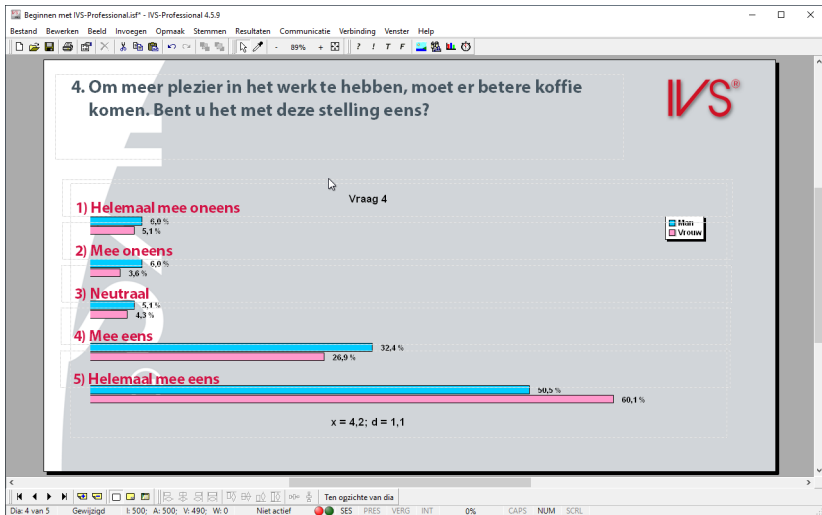 Beginnen met IVS-Professional.isf* - IVS-Professional 4.5.9
Bestand Bewerken Beeld Invoegen Opmaak Stemmen Resultaten Communicatie Verbinding Venster Help
- 89% + ? ! T F
4. Om meer plezier in het werk te hebben, moet er betere koffie
komen. Bent u het met deze stelling eens?
IVS®
Vraag 4
1) Helemaal mee oneens
6,0 %
5,1 %
Man
Vrouw
2) Mee oneens
6,0 %
3,6 %
3) Neutraal
5,1 %
4,3 %
4) Mee eens
32,4 %
26,9 %
5) Helemaal mee eens
50,5 %
60,1 %
x = 4,2; d = 1,1
Ten opzichte van dia
Dia: 4 van 5 Gewijzigd I: 500; A: 500; V: 490; W: 0 Niet actief SES PRES VERG INT 0% CAPS NUM SCRL